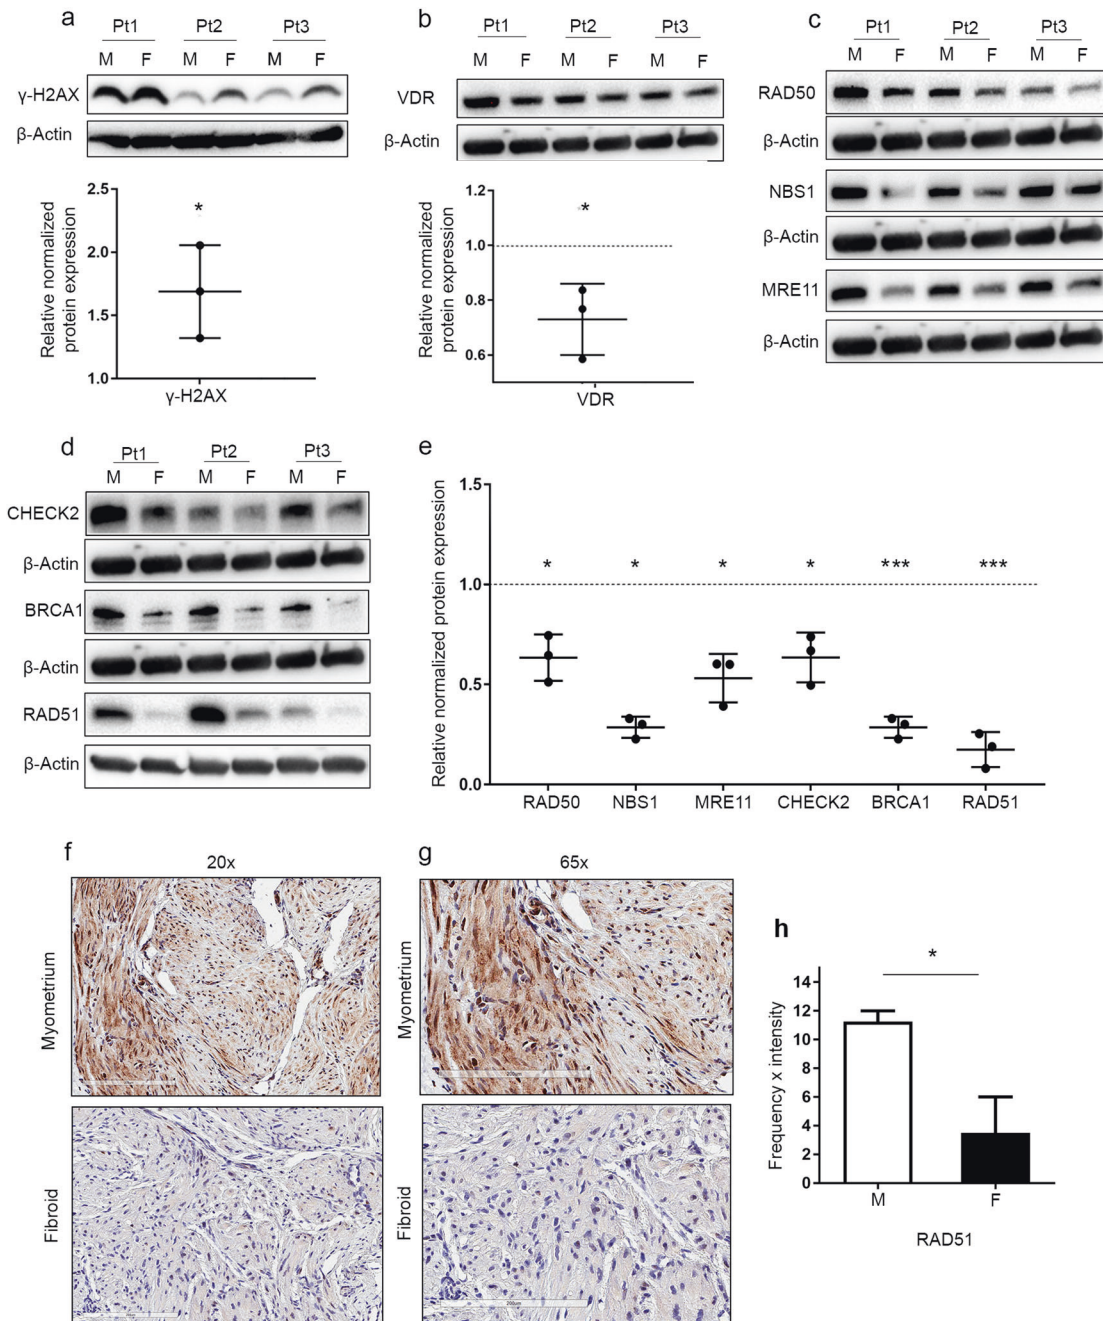 a
Pt1 Pt2 Pt3
M F M F M F
γ-H2AX
β-Actin
Relative normalized
protein expression
2.5
2.0
1.5
1.0
*
γ-H2AX
b
Pt1 Pt2 Pt3
M F M F M F
VDR
β-Actin
Relative normalized
protein expression
1.2
1.0
0.8
0.6
*
VDR
c
Pt1 Pt2 Pt3
M F M F M F
RAD50
β-Actin
NBS1
β-Actin
MRE11
β-Actin
d
Pt1 Pt2 Pt3
M F M F M F
CHECK2
β-Actin
BRCA1
β-Actin
RAD51
β-Actin
e
Relative normalized protein expression
1.5
1.0
0.5
0.0
* * * * *** ***
RAD50 NBS1 MRE11 CHECK2 BRCA1 RAD51
f
20x
Myometrium
Fibroid
g
65x
Myometrium
200um
Fibroid
200um
h
Frequency x intensity
14
12
10
8
6
4
2
0
*
M F
RAD51